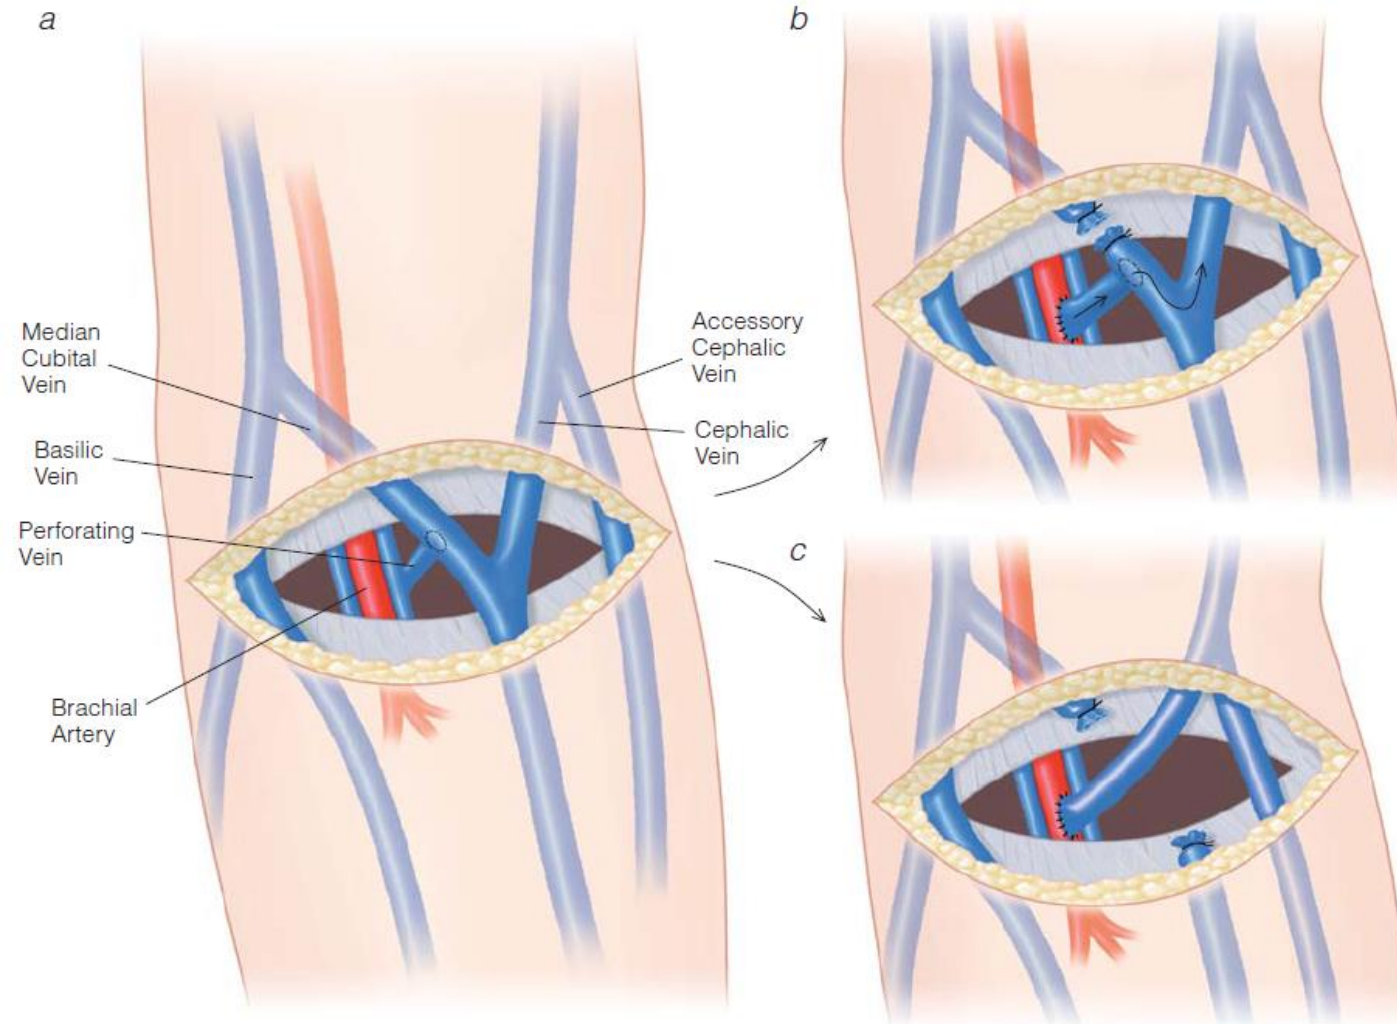 a
Median
Cubital
Vein
Basilic
Vein
Perforating
Vein
Brachial
Artery
Accessory
Cephalic
Vein
Cephalic
Vein
b
c